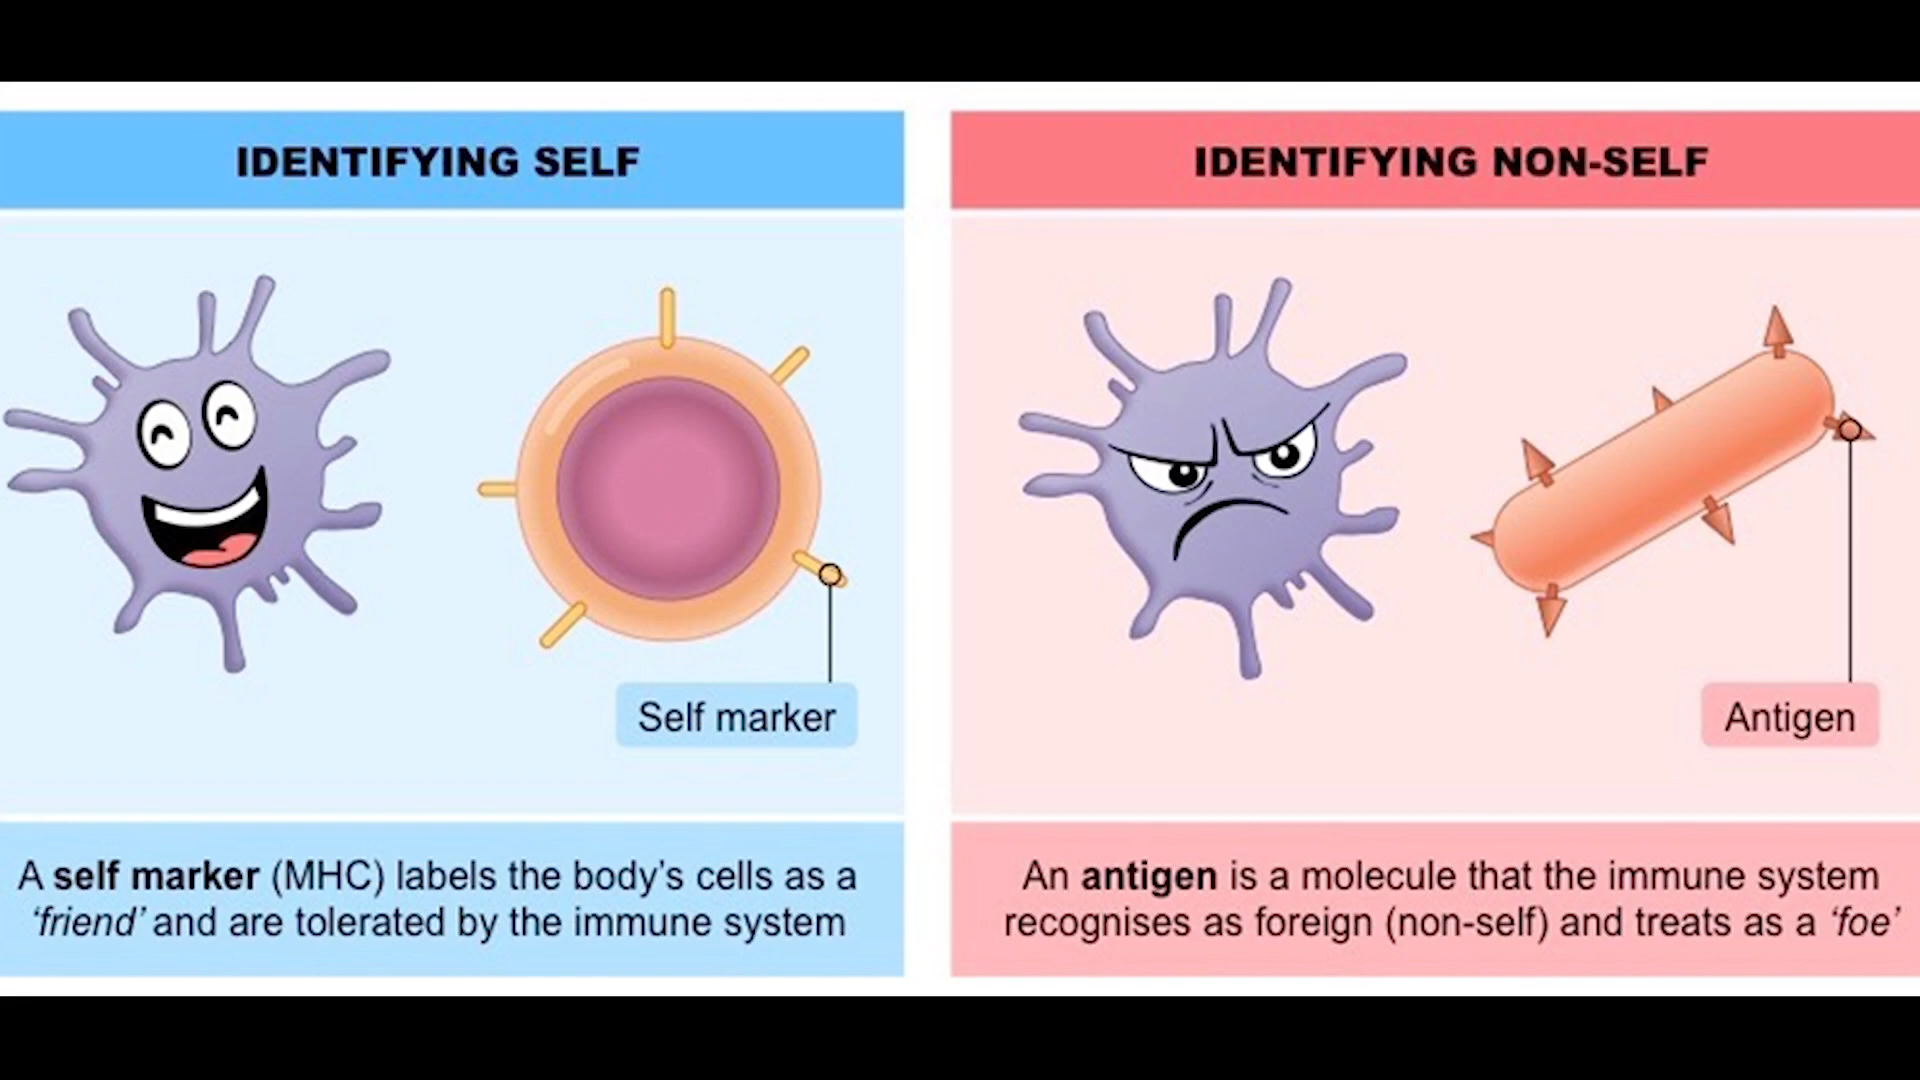 IDENTIFYING SELF
Self marker
A self marker (MHC) labels the body's cells as a
'friend' and are tolerated by the immune system
IDENTIFYING NON-SELF
Antigen
An antigen is a molecule that the immune system
recognises as foreign (non-self) and treats as a 'foe'